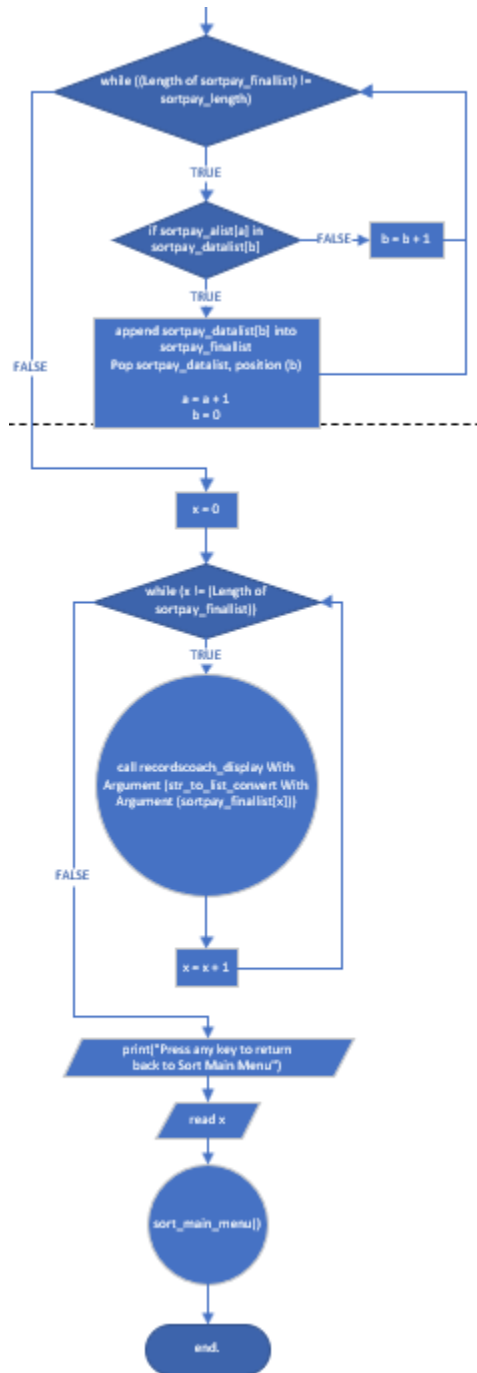 while ((Length of sortpay_finallist) !=
sortpay_length)
TRUE
if sortpay_alist[a] in
sortpay_datalist[b]
FALSE
b = b + 1
TRUE
append sortpay_datalist[b] into
sortpay_finallist
Pop sortpay_datalist, position (b)
a = a + 1
b = 0
FALSE
x = 0
while (x != (Length of
sortpay_finallist))
TRUE
call recordscoach_display With
Argument (str_to_list_convert With
Argument (sortpay_finallist[x]))
FALSE
x = x + 1
print("Press any key to return
back to Sort Main Menu")
read x
sort_main_menu()
end.